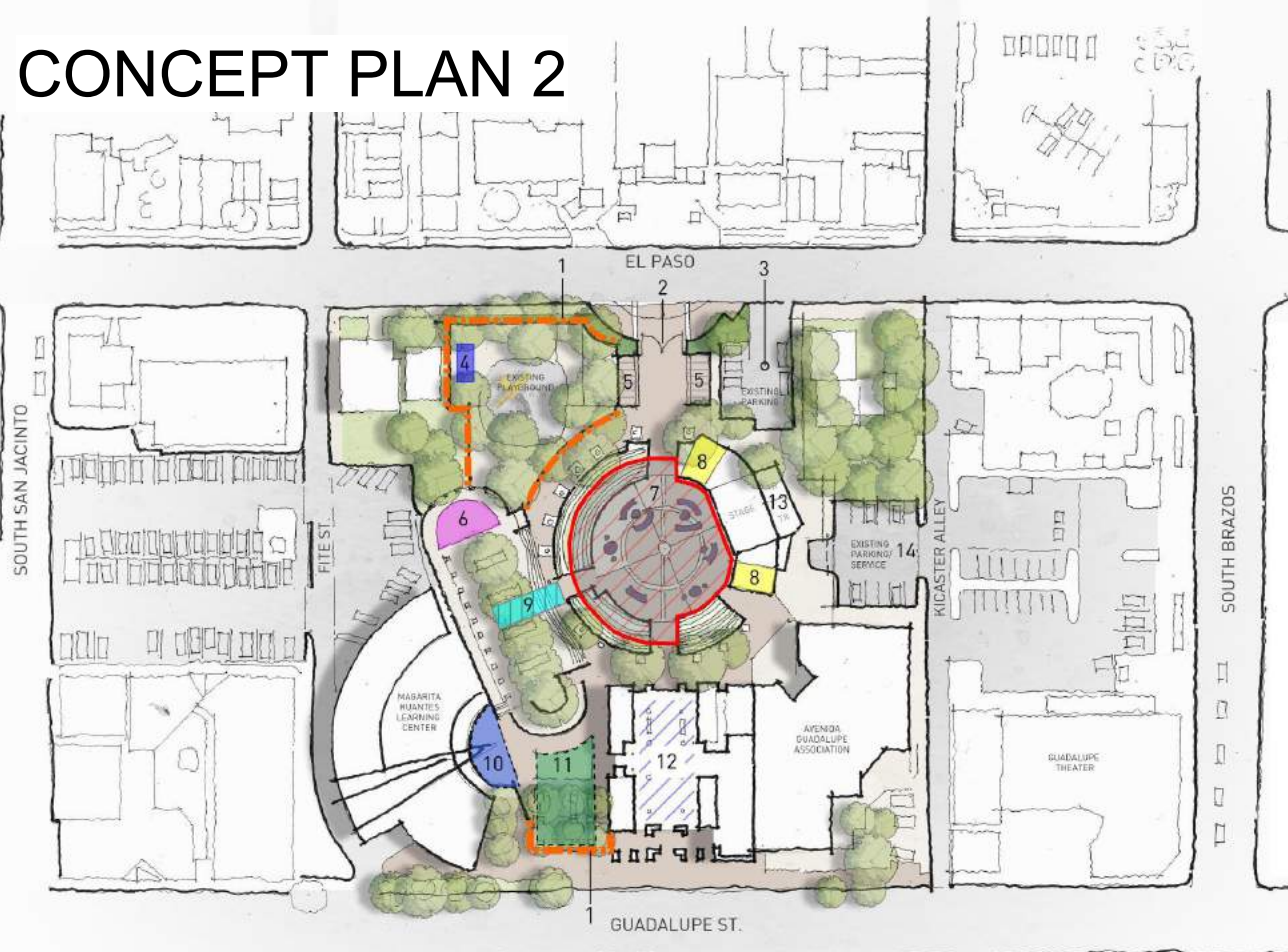 CONCEPT PLAN 2
EL PASO
1
2
3
4
EXISTING
PLAYGROUND
5
5
EXISTING
PARKING
SOUTH SAN JACINTO
FITE ST.
6
7
8
STAGE
13
EXISTING
PARKING/
SERVICE
14
KICASTER ALLEY
SOUTH BRAZOS
8
9
MAGARITA
HUANTES
LEARNING
CENTER
10
11
12
AVENIDA
GUADALUPE
ASSOCIATION
GUADALUPE
THEATER
1
GUADALUPE ST.